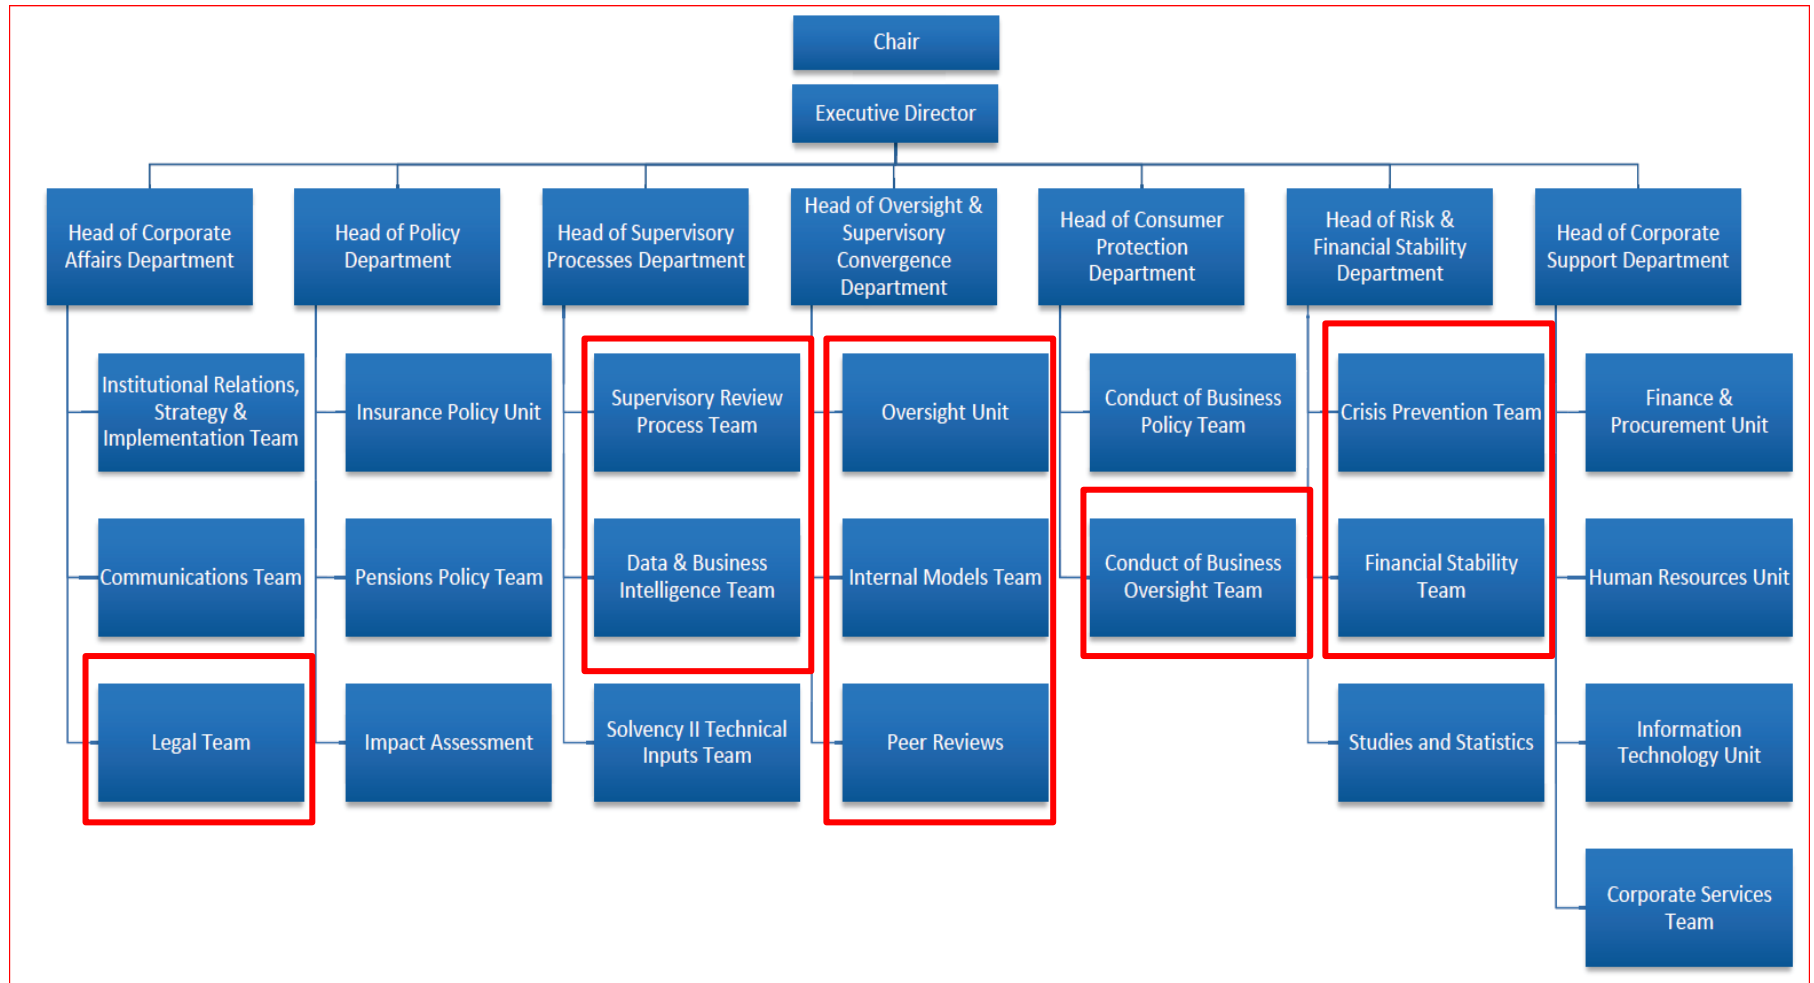 Chair
Executive Director
Head of Corporate
Affairs Department
Head of Policy
Department
Head of Supervisory
Processes Department
Head of Oversight &
Supervisory
Convergence
Department
Head of Consumer
Protection
Department
Head of Risk &
Financial Stability
Department
Head of Corporate
Support Department
Institutional Relations,
Strategy &
Implementation Team
Insurance Policy Unit
Supervisory Review
Process Team
Oversight Unit
Conduct of Business
Policy Team
Crisis Prevention Team
Finance &
Procurement Unit
Communications Team
Pensions Policy Team
Data & Business
Intelligence Team
Internal Models Team
Conduct of Business
Oversight Team
Financial Stability
Team
Human Resources Unit
Legal Team
Impact Assessment
Solvency II Technical
Inputs Team
Peer Reviews
Studies and Statistics
Information
Technology Unit
Corporate Services
Team